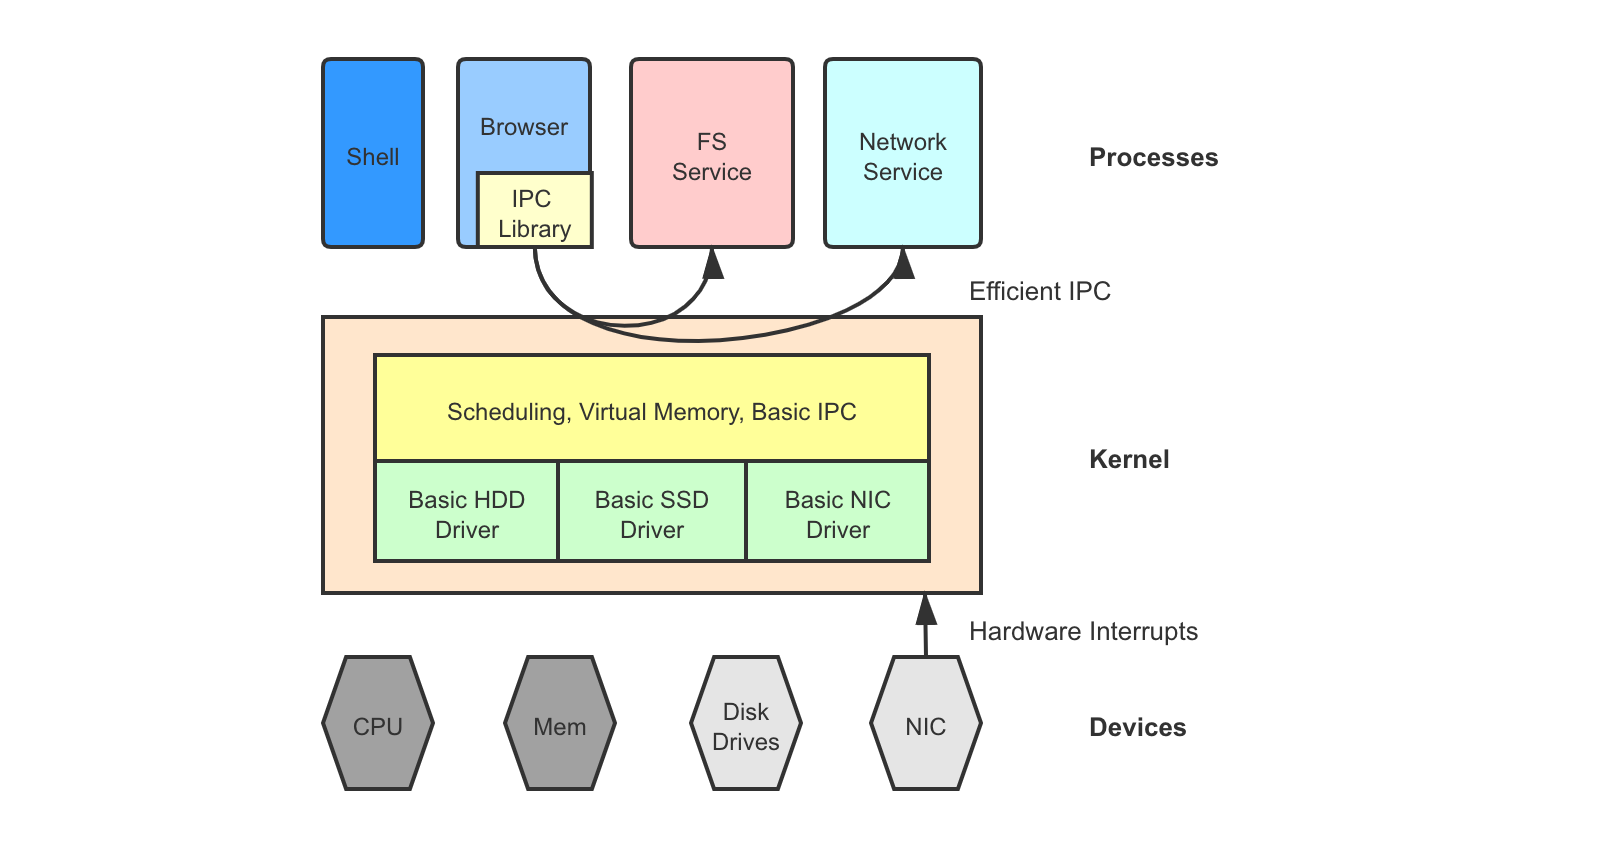 Shell
Browser
IPC
Library
FS
Service
Network
Service
Processes
Efficient IPC
Scheduling, Virtual Memory, Basic IPC
Kernel
Basic HDD
Driver
Basic SSD
Driver
Basic NIC
Driver
Hardware Interrupts
CPU
Mem
Disk
Drives
NIC
Devices